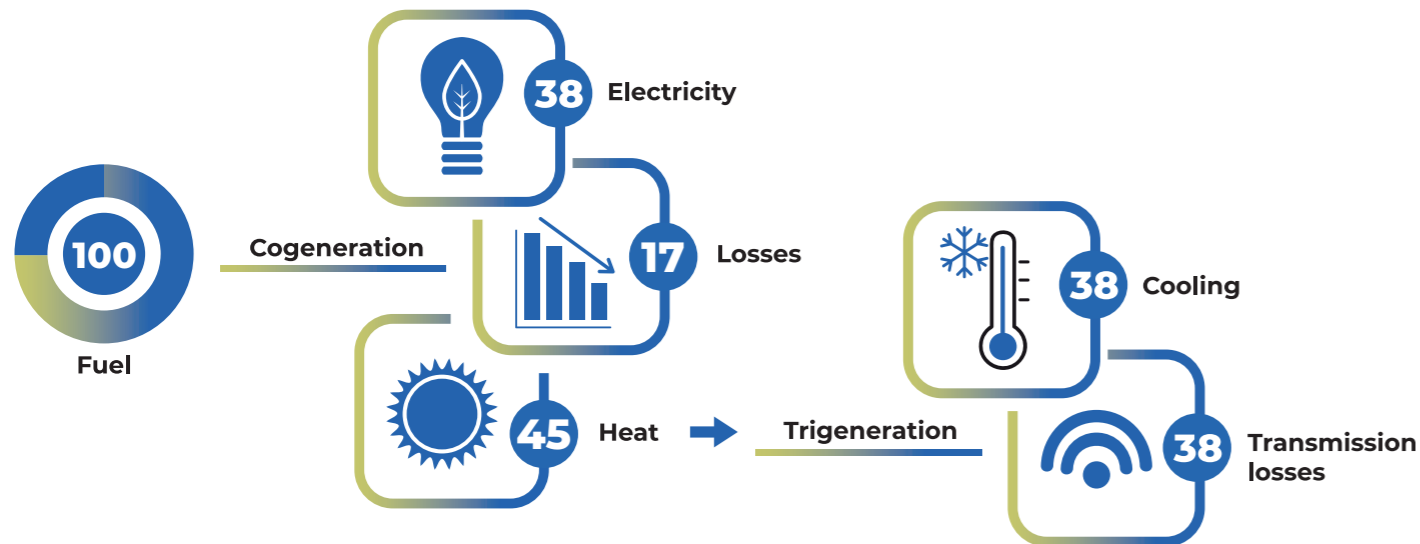 100
Fuel
Cogeneration
38
Electricity
17
Losses
45
Heat
Trigeneration
38
Cooling
38
Transmission
losses